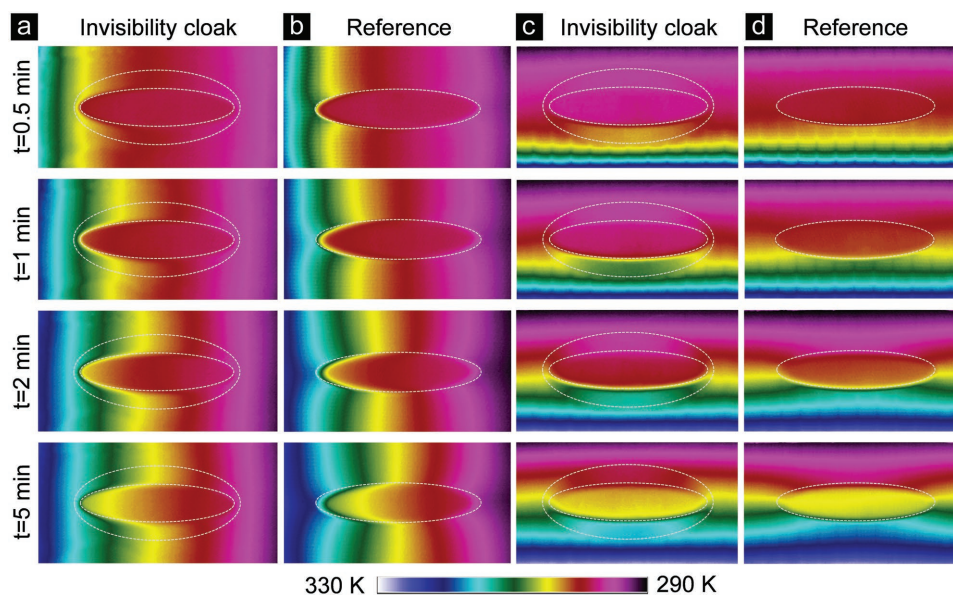 a Invisibility cloak b Reference c Invisibility cloak d Reference
t=0.5 min
t=1 min
t=2 min
t=5 min
330 K 290 K